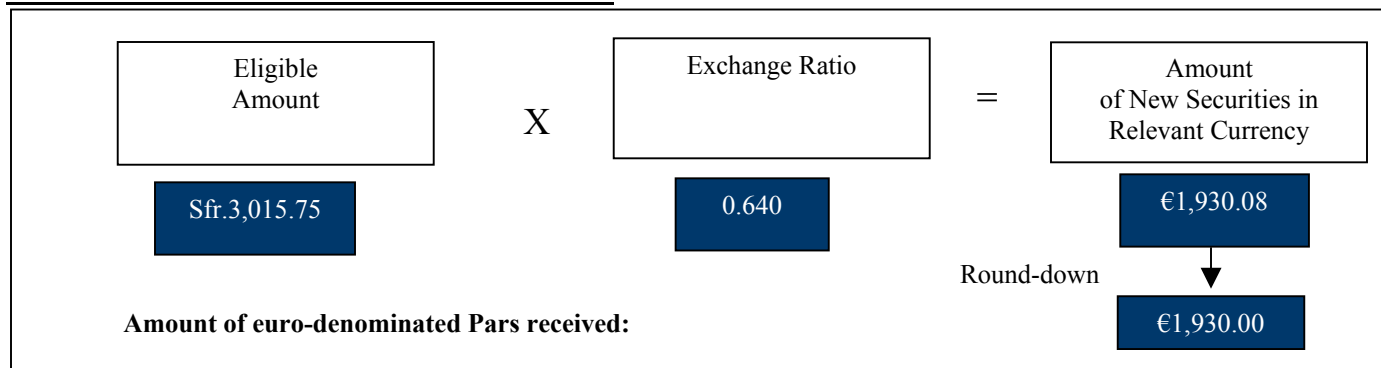 Eligible
Amount
X
Exchange Ratio
=
Amount
of New Securities in
Relevant Currency
Sfr.3,015.75
0.640
€1,930.08
Round-down
Amount of euro-denominated Pars received:
€1,930.00